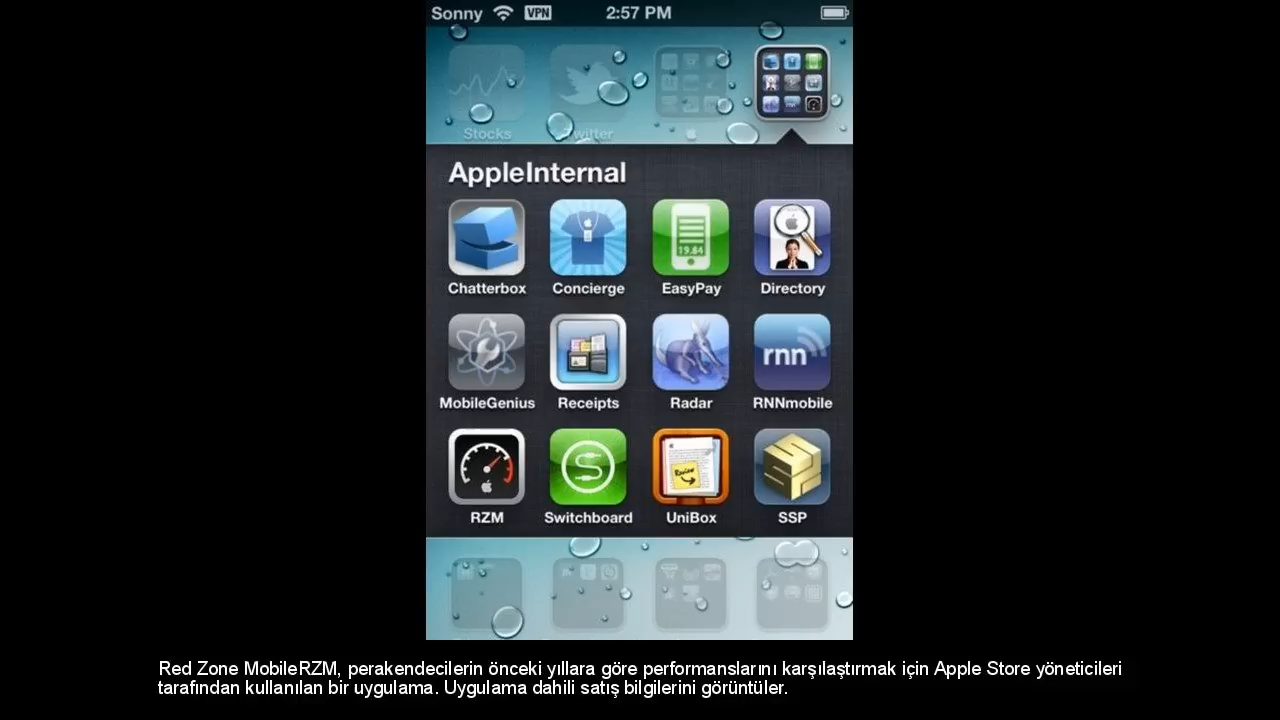 Sonny VPN 2:57 PM
Stocks Twitter
AppleInternal
19.64
Chatterbox Concierge EasyPay Directory
rnn
MobileGenius Receipts Radar RNNmobile
Review
RZM Switchboard UniBox SSP
Red Zone MobileRZM, perakendecilerin önceki yıllara göre performanslarını karşılaştırmak için Apple Store yöneticileri
tarafından kullanılan bir uygulama. Uygulama dahili satış bilgilerini görüntüler.